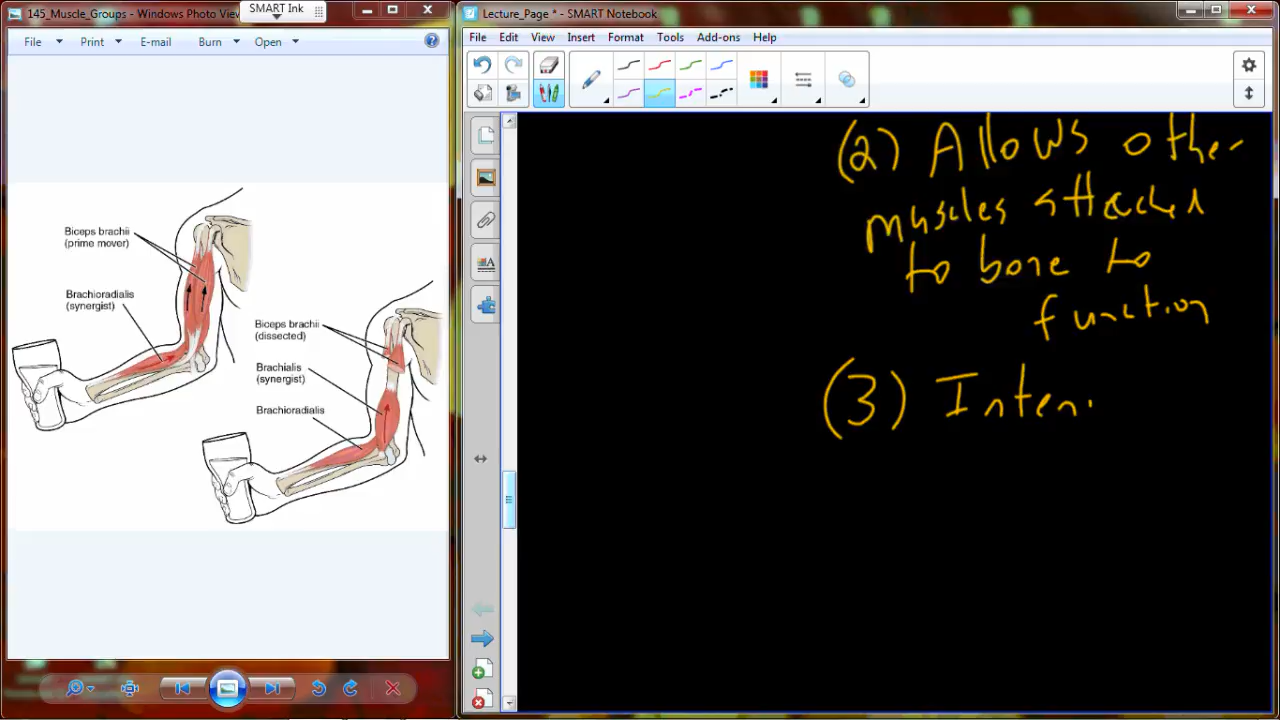 145_Muscle_Groups - Windows Photo View
SMART Ink
File Print E-mail Burn Open
Biceps brachii
(prime mover)
Brachioradialis
(synergist)
Biceps brachii
(dissected)
Brachialis
(synergist)
Brachioradialis
Lecture_Page * - SMART Notebook
File Edit View Insert Format Tools Add-ons Help
(2) Allows other
muscles attached
to bone to
function
(3) Inten